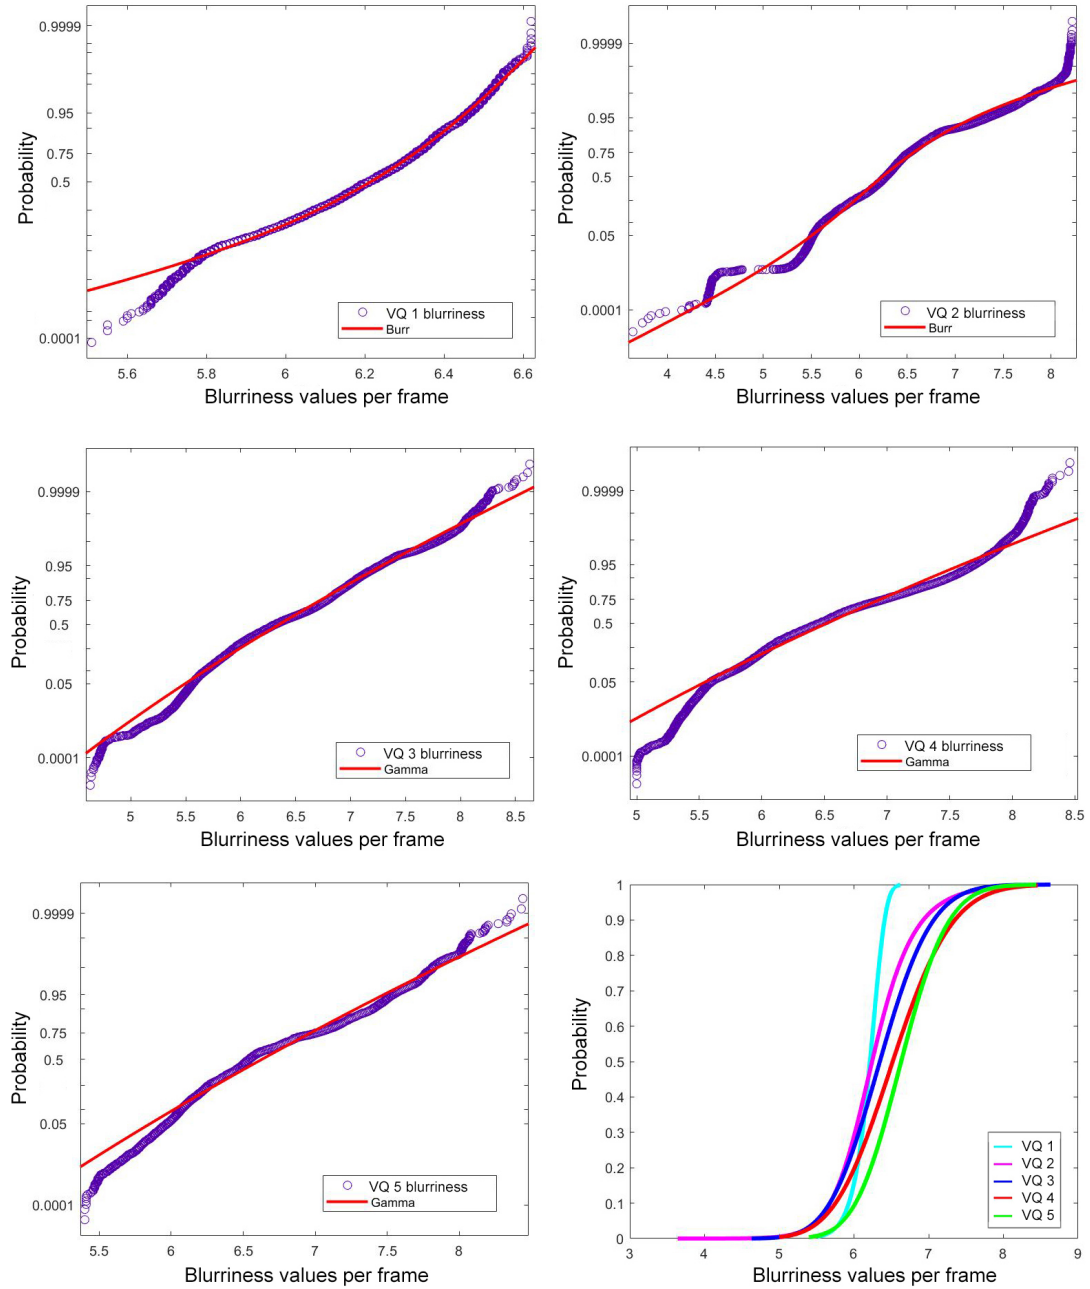 0.9999
0.95
0.75
0.5
0.0001
Probability
VQ 1 blurriness
Burr
5.6 5.8 6 6.2 6.4 6.6
Blurriness values per frame
0.9999
0.95
0.75
0.5
0.05
0.0001
Probability
VQ 2 blurriness
Burr
4 4.5 5 5.5 6 6.5 7 7.5 8
Blurriness values per frame
0.9999
0.95
0.75
0.5
0.05
0.0001
Probability
VQ 3 blurriness
Gamma
5 5.5 6 6.5 7 7.5 8 8.5
Blurriness values per frame
0.9999
0.95
0.75
0.5
0.05
0.0001
Probability
VQ 4 blurriness
Gamma
5 5.5 6 6.5 7 7.5 8 8.5
Blurriness values per frame
0.9999
0.95
0.75
0.5
0.05
0.0001
Probability
VQ 5 blurriness
Gamma
5.5 6 6.5 7 7.5 8
Blurriness values per frame
1
0.9
0.8
0.7
0.6
0.5
0.4
0.3
0.2
0.1
0
Probability
VQ 1
VQ 2
VQ 3
VQ 4
VQ 5
3 4 5 6 7 8 9
Blurriness values per frame